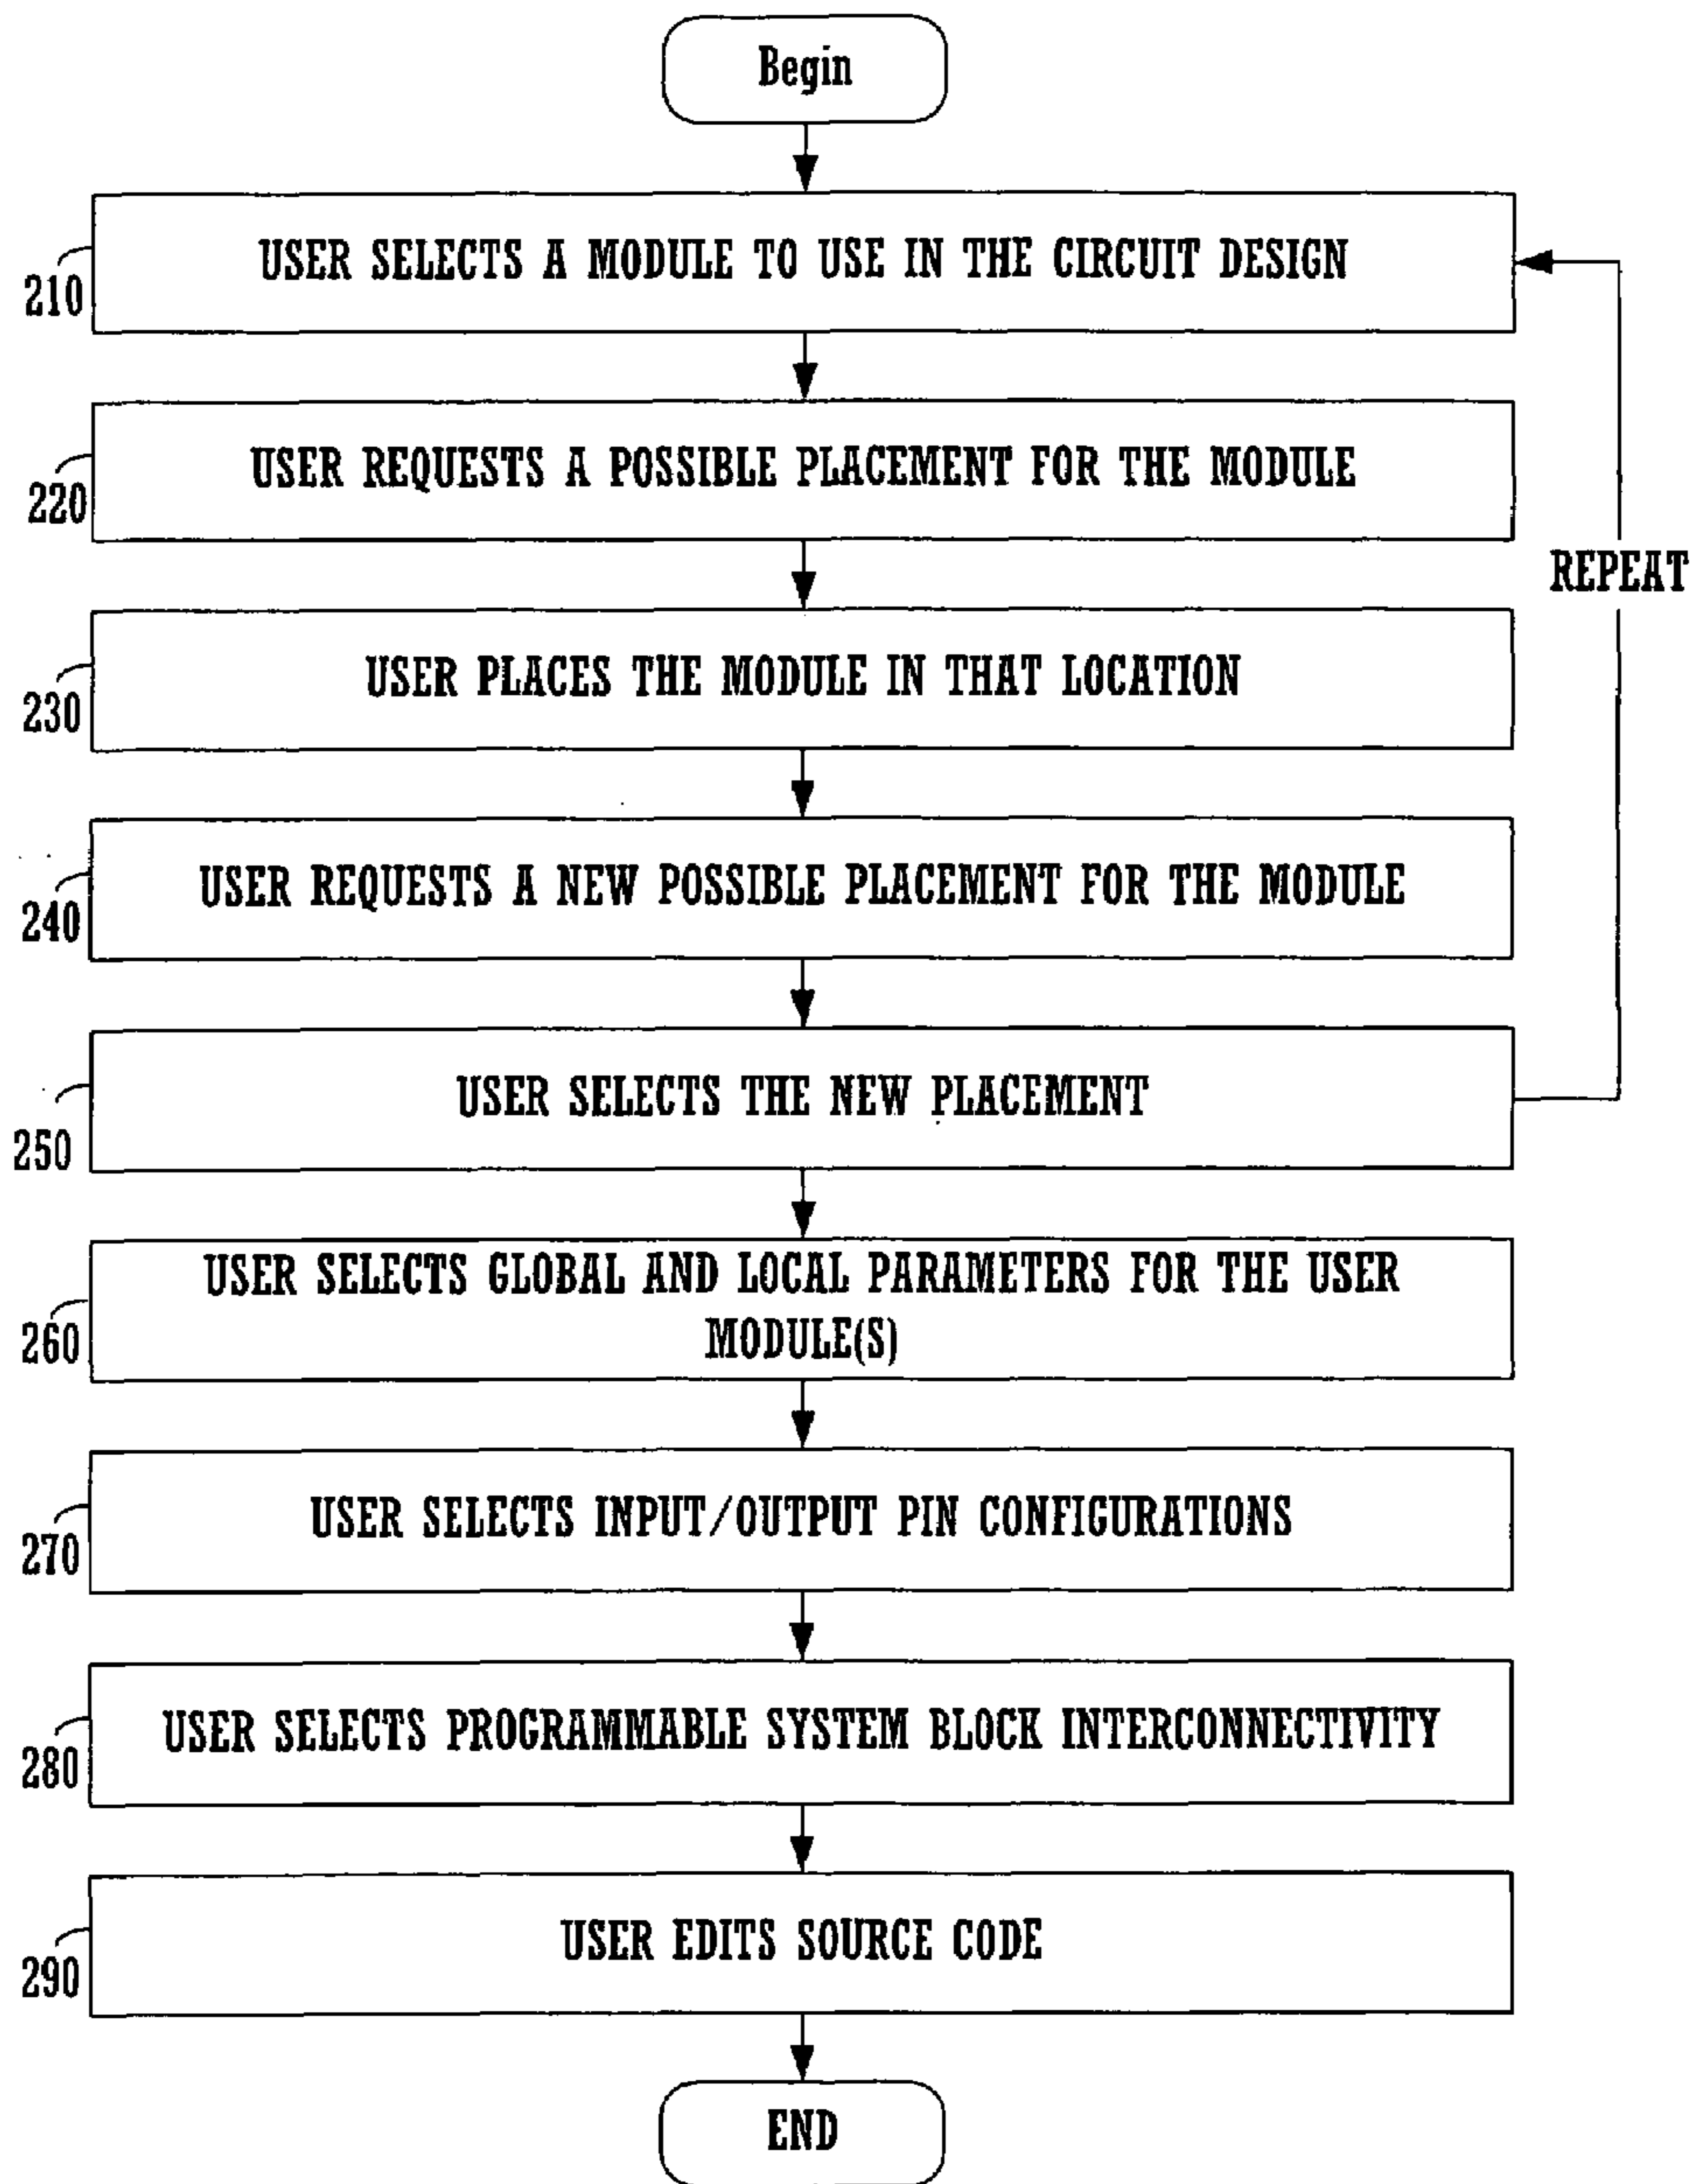 Begin
USER SELECTS A MODULE TO USE IN THE CIRCUIT DESIGN
210
USER REQUESTS A POSSIBLE PLACEMENT FOR THE MODULE
220
REPEAT
USER PLACES THE MODULE IN THAT LOCATION
230
USER REQUESTS A NEW POSSIBLE PLACEMENT FOR THE MODULE
240
USER SELECTS THE NEW PLACEMENT
250
USER SELECTS GLOBAL AND LOCAL PARAMETERS FOR THE USER
MODULE(S)
260
USER SELECTS INPUT/OUTPUT PIN CONFIGURATIONS
270
USER SELECTS PROGRAMMABLE SYSTEM BLOCK INTERCONNECTIVITY
280
USER EDITS SOURCE CODE
290
END